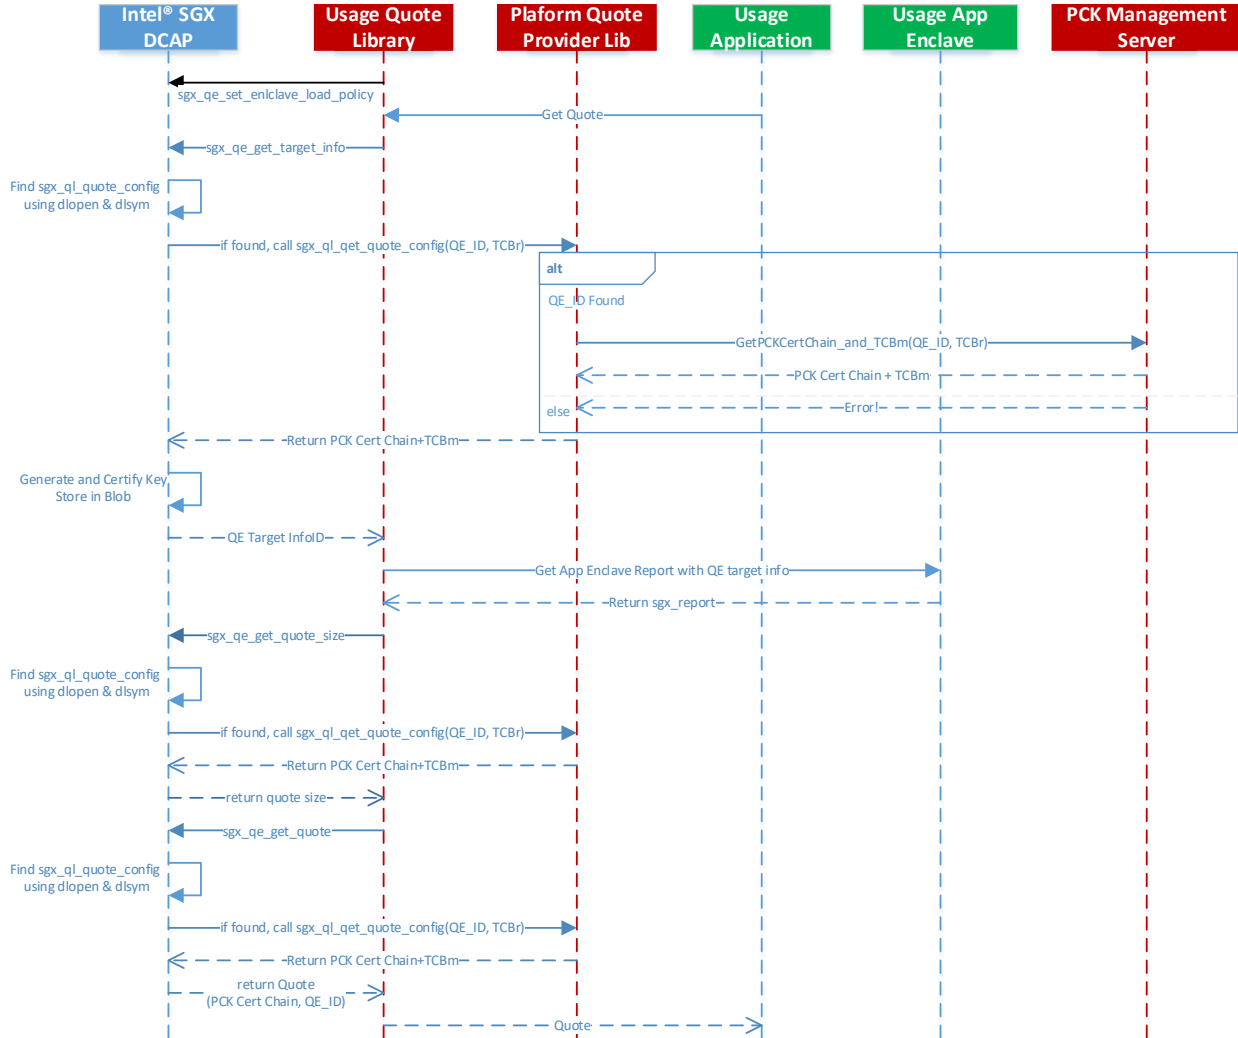 Intel® SGX
DCAP
Usage Quote
Library
Plaform Quote
Provider Lib
Usage
Application
Usage App
Enclave
PCK Management
Server
sgx_qe_set_enlclave_load_policy
Get Quote
sgx_qe_get_target_info
Find sgx_ql_quote_config
using dlopen & dlsym
if found, call sgx_ql_qet_quote_config(QE_ID, TCBr)
alt
QE_ID Found
GetPCKCertChain_and_TCBm(QE_ID, TCBr)
PCK Cert Chain + TCBm
else
Error!
Return PCK Cert Chain+TCBm
Generate and Certify Key
Store in Blob
QE Target InfoID
Get App Enclave Report with QE target info
Return sgx_report
sgx_qe_get_quote_size
Find sgx_ql_quote_config
using dlopen & dlsym
if found, call sgx_ql_qet_quote_config(QE_ID, TCBr)
Return PCK Cert Chain+TCBm
return quote size
sgx_qe_get_quote
Find sgx_ql_quote_config
using dlopen & dlsym
if found, call sgx_ql_qet_quote_config(QE_ID, TCBr)
Return PCK Cert Chain+TCBm
return Quote
(PCK Cert Chain, QE_ID)
Quote